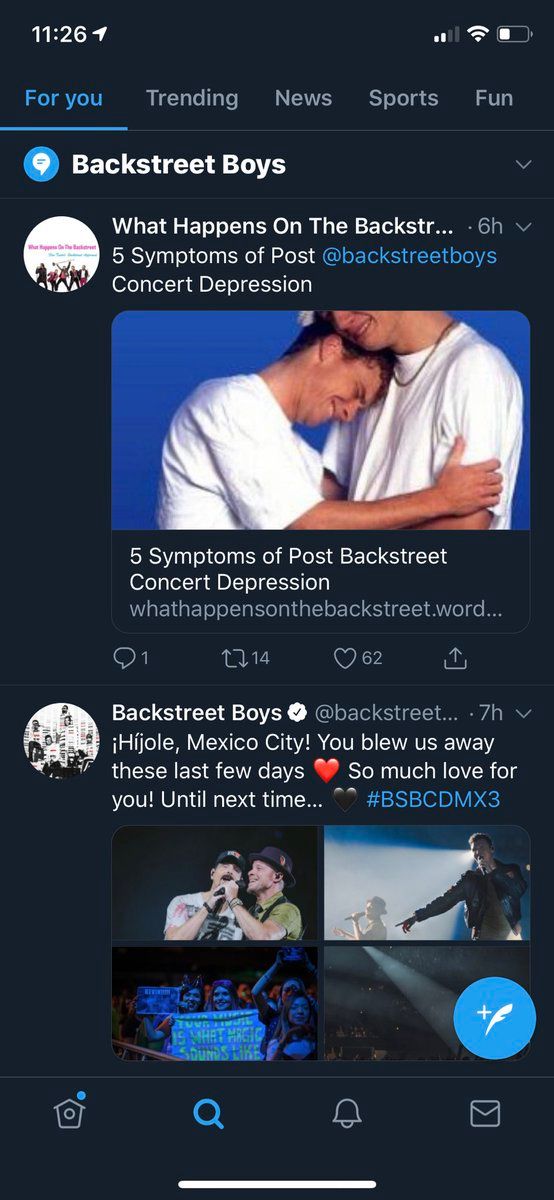 11:26
For you Trending News Sports Fun
Backstreet Boys
What Happens On The Backstreet
What Happens On The Backstr... · 6h
5 Symptoms of Post @backstreetboys
Concert Depression
5 Symptoms of Post Backstreet
Concert Depression
whathappensonthebackstreet.word...
1 14 62
Backstreet Boys @backstreet... · 7h
¡Híjole, Mexico City! You blew us away
these last few days ❤️ So much love for
you! Until next time... 🖤 #BSBCDMX3
YOUR MUSIC
IS WHAT MAGIC
SOUNDS LIKE